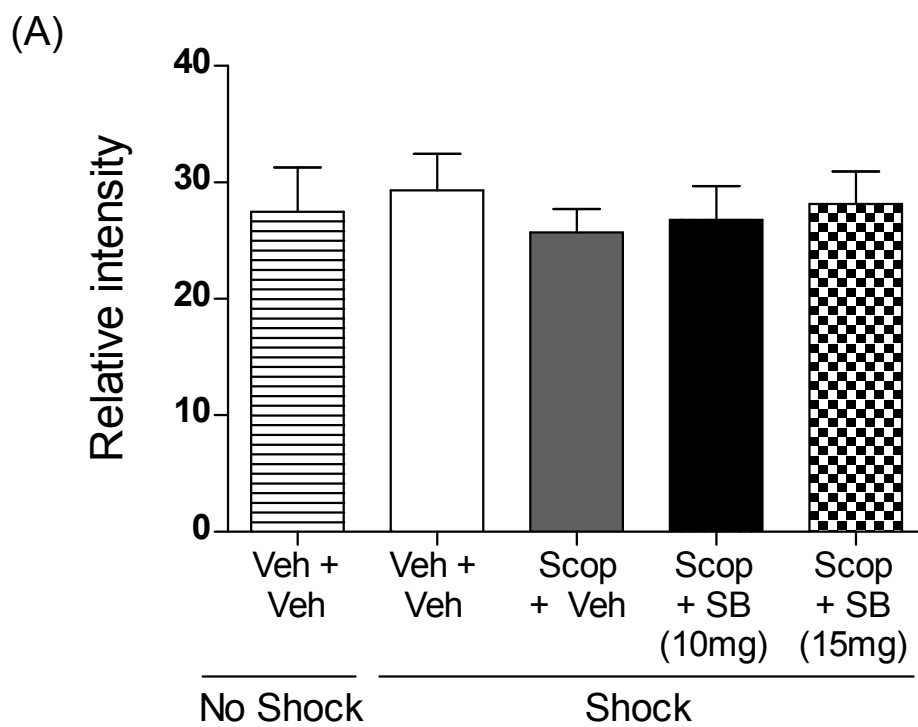 (A)
Relative intensity
40
30
20
10
0
Veh +
Veh
Veh +
Veh
Scop
+ Veh
Scop
+ SB
(10mg)
Scop
+ SB
(15mg)
No Shock
Shock